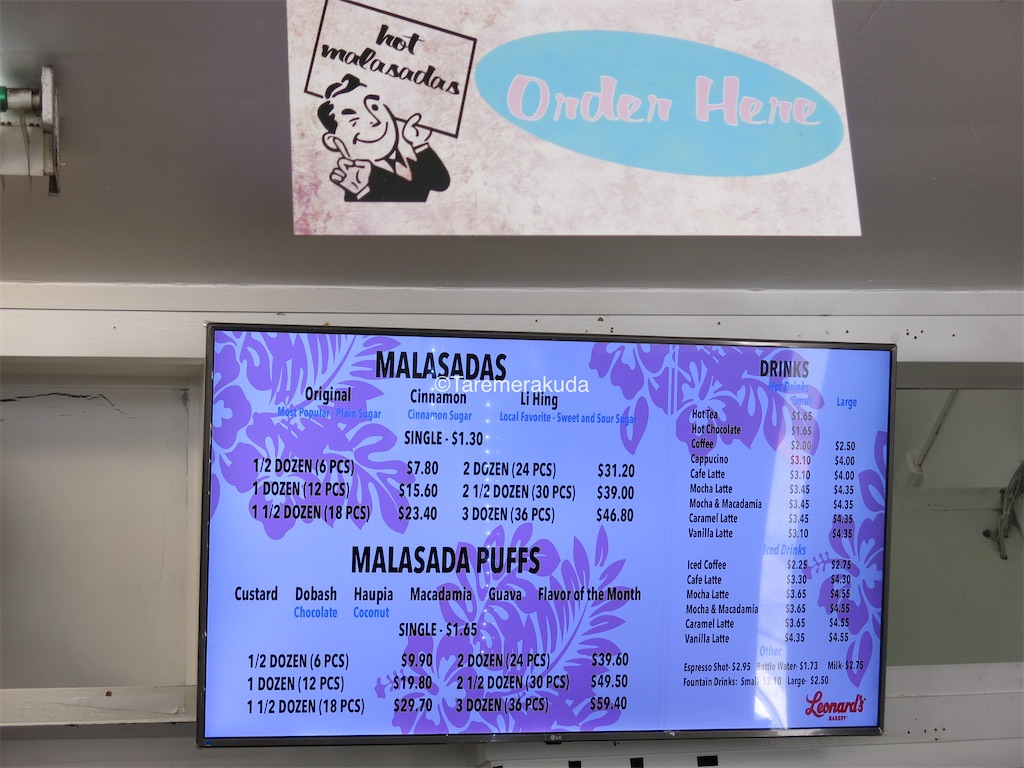 hot
malasadas
Order Here
MALASADAS
©Taremerakuda
Original Cinnamon Li Hing
Most Popular - Plain Sugar Cinnamon Sugar Local Favorite - Sweet and Sour Sugar
SINGLE - $1.30
1/2 DOZEN (6 PCS) $7.80 2 DOZEN (24 PCS) $31.20
1 DOZEN (12 PCS) $15.60 2 1/2 DOZEN (30 PCS) $39.00
1 1/2 DOZEN (18 PCS) $23.40 3 DOZEN (36 PCS) $46.80
MALASADA PUFFS
Custard Dobash Haupia Macadamia Guava Flavor of the Month
Chocolate Coconut
SINGLE - $1.65
1/2 DOZEN (6 PCS) $9.90 2 DOZEN (24 PCS) $39.60
1 DOZEN (12 PCS) $19.80 2 1/2 DOZEN (30 PCS) $49.50
1 1/2 DOZEN (18 PCS) $29.70 3 DOZEN (36 PCS) $59.40
DRINKS
Hot Drinks
Small Large
Hot Tea $1.65
Hot Chocolate $1.65
Coffee $2.00 $2.50
Cappucino $3.10 $4.00
Cafe Latte $3.10 $4.00
Mocha Latte $3.45 $4.35
Mocha & Macadamia $3.45 $4.35
Caramel Latte $3.45 $4.35
Vanilla Latte $3.10 $4.35
Iced Drinks
Iced Coffee $2.25 $2.75
Cafe Latte $3.30 $4.30
Mocha Latte $3.65 $4.55
Mocha & Macadamia $3.65 $4.55
Caramel Latte $3.65 $4.55
Vanilla Latte $4.35 $4.55
Other
Espresso Shot- $2.95 Bottle Water- $1.73 Milk- $2.75
Fountain Drinks: Small- $2.10 Large- $2.50
Leonard's
BAKERY
LG